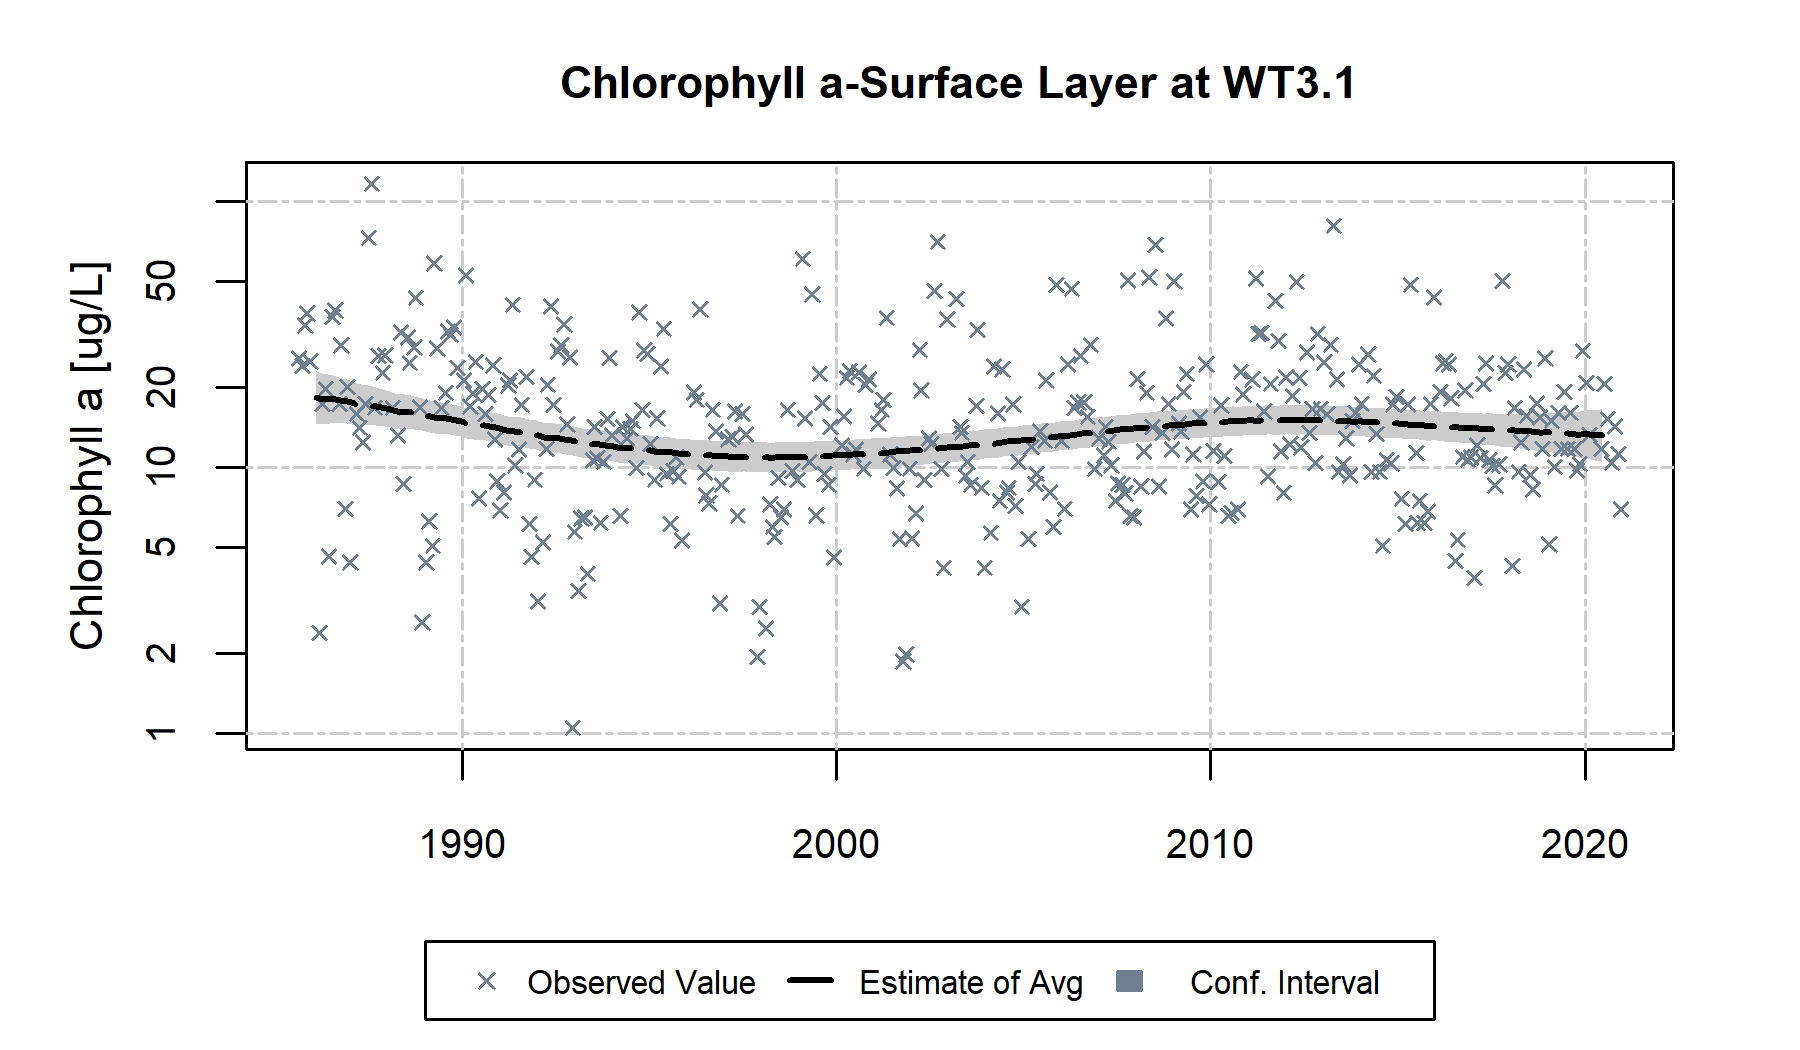 Chlorophyll a-Surface Layer at WT3.1
Chlorophyll a [ug/L]
50
20
10
5
2
1
1990 2000 2010 2020
Observed Value Estimate of Avg Conf. Interval